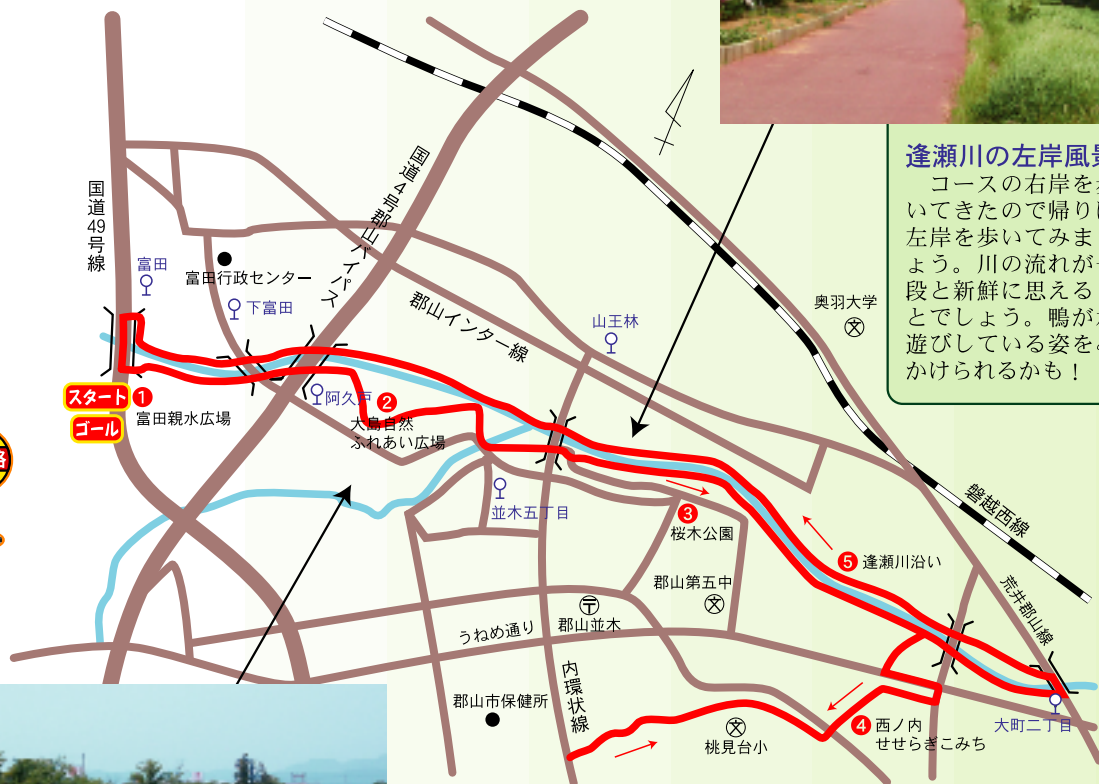 国道49号線
富田
富田行政センター
下富田
国道4号郡山バイパス
郡山インター線
山王林
奥羽大学
文
逢瀬川の左岸風景
コースの右岸を
いてきたので帰り
左岸を歩いてみま
ょう。川の流れが
段と新鮮に思える
とでしょう。鴨が
遊びしている姿を
かけられるかも！
スタート
1
ゴール
富田親水広場
阿久戸
2
大島自然
ふれあい広場
並木五丁目
3
桜木公園
郡山第五中
文
5 逢瀬川沿い
磐越西線
荒井郡山線
〒
郡山並木
うねめ通り
内環状線
郡山市保健所
文
桃見台小
4 西ノ内
せせらぎこみち
大町二丁目